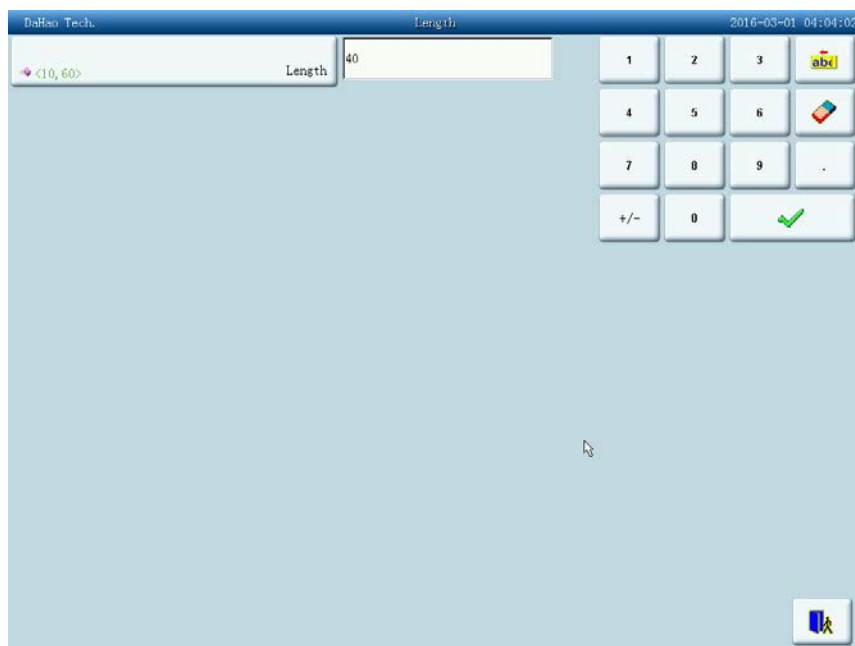 DaHao Tech. Length 2016-03-01 04:04:02
<10, 60> Length 40
1 2 3 abc
4 5 6
7 8 9 .
+/- 0